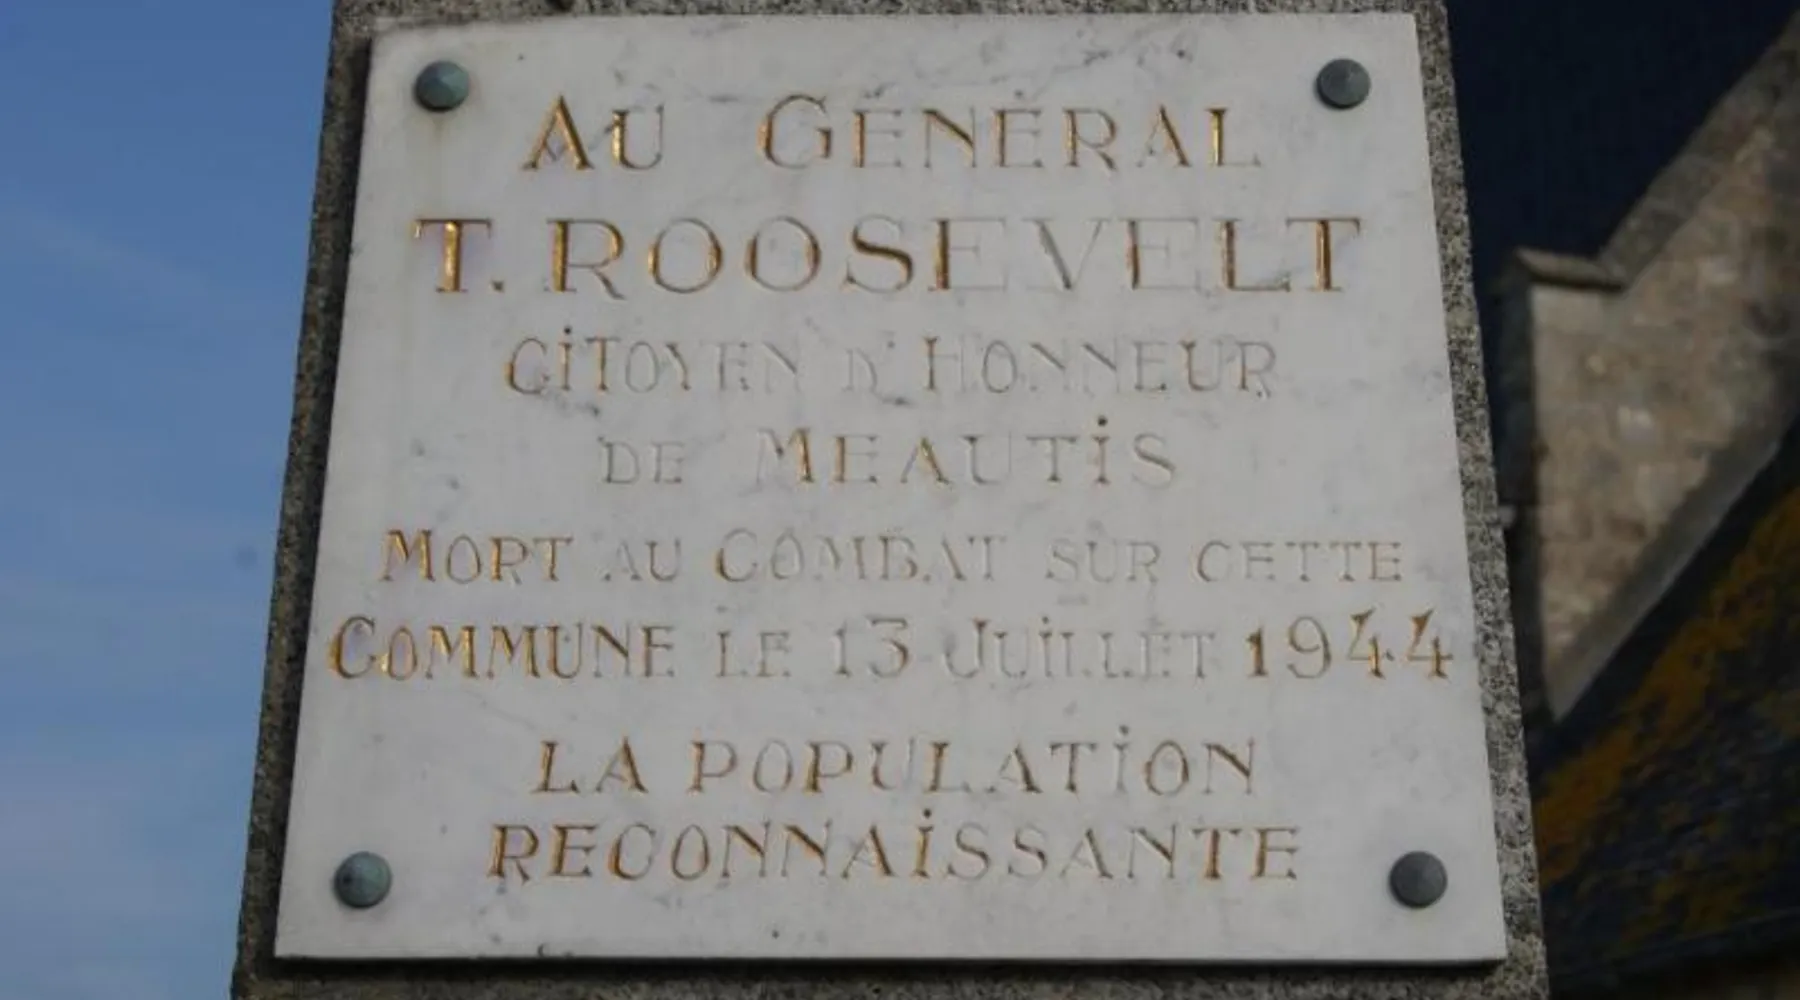 AU GÉNÉRAL
T. ROOSEVELT
CITOYEN D'HONNEUR
DE MEAUTIS
MORT AU COMBAT SUR CETTE
COMMUNE LE 13 JUILLET 1944
LA POPULATION
RECONNAISSANTE